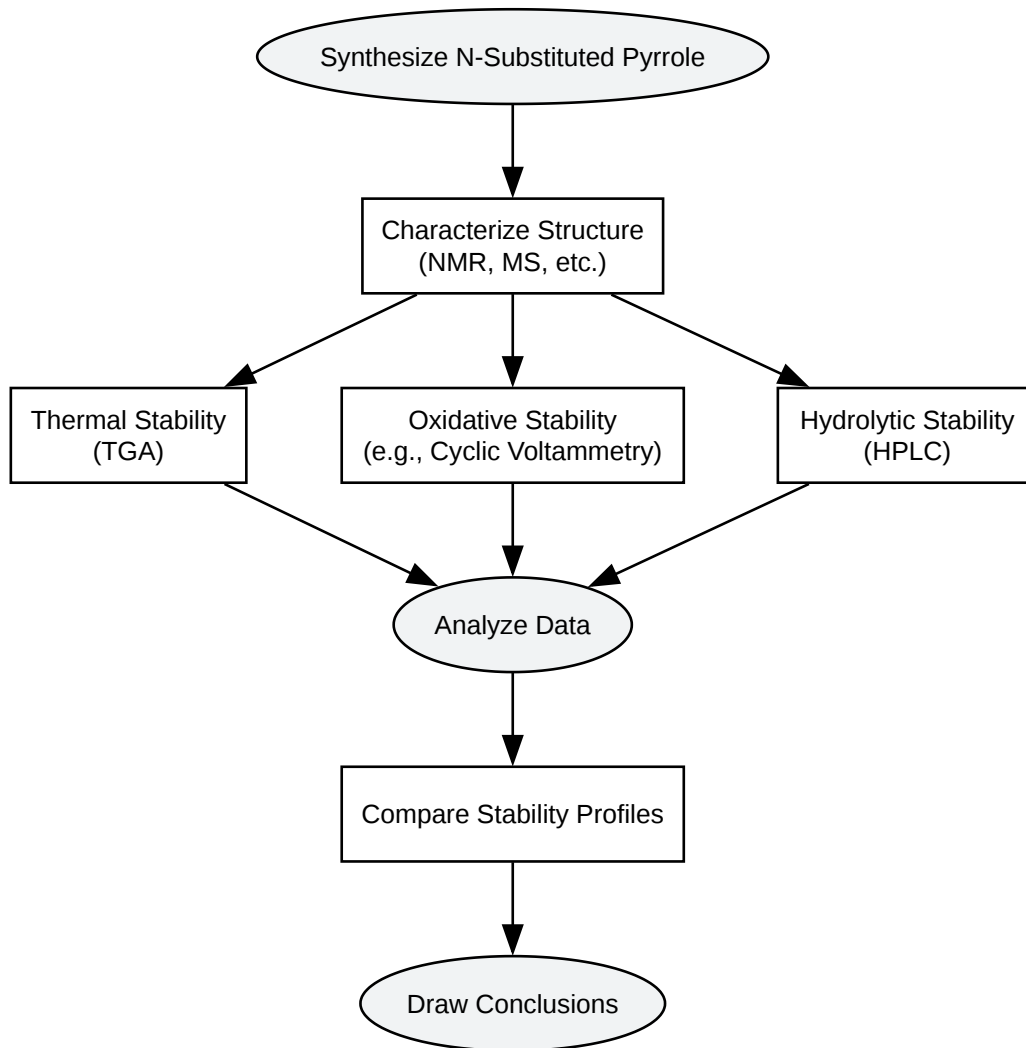 Synthesize N-Substituted Pyrrole
Characterize Structure
(NMR, MS, etc.)
Thermal Stability
(TGA)
Oxidative Stability
(e.g., Cyclic Voltammetry)
Hydrolytic Stability
(HPLC)
Analyze Data
Compare Stability Profiles
Draw Conclusions